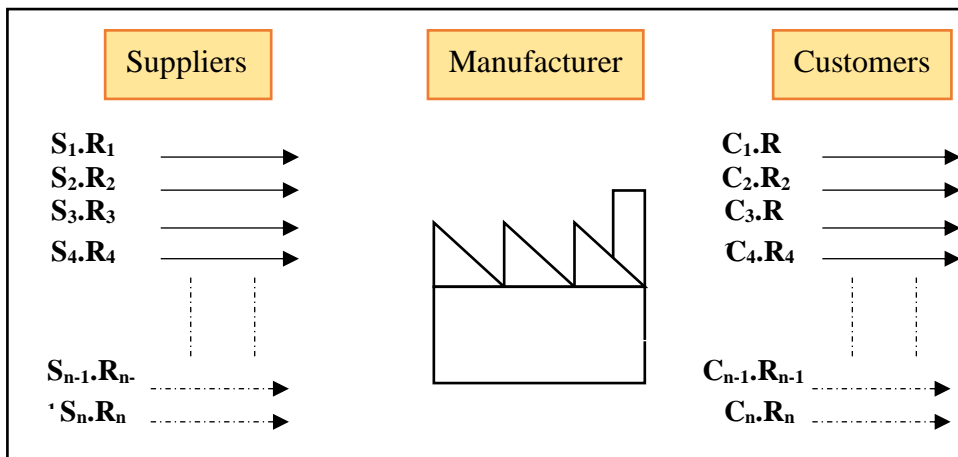 Suppliers
Manufacturer
Customers
S₁.R₁
S₂.R₂
S₃.R₃
S₄.R₄
Sₙ₋₁.Rₙ₋
Sₙ.Rₙ
C₁.R
C₂.R₂
C₃.R
C₄.R₄
Cₙ₋₁.Rₙ₋₁
Cₙ.Rₙ